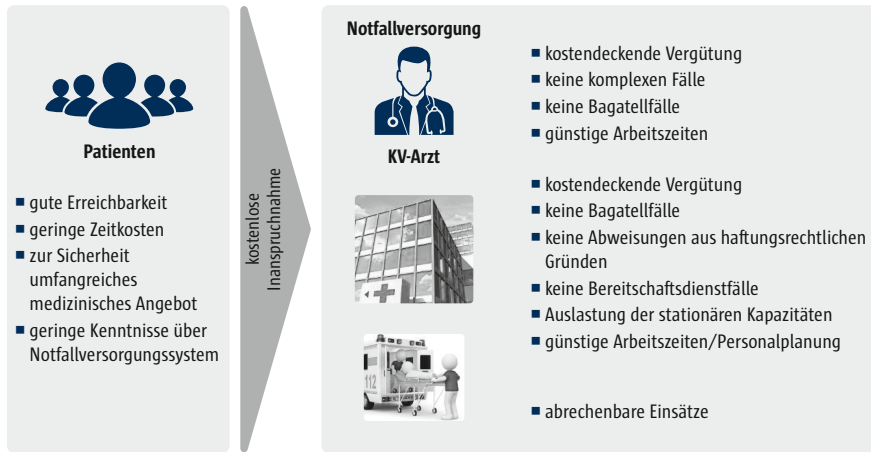 Patienten
■ gute Erreichbarkeit
■ geringe Zeitkosten
■ zur Sicherheit
umfangreiches
medizinisches Angebot
■ geringe Kenntnisse über
Notfallversorgungssystem
kostenlose
Inanspruchnahme
Notfallversorgung
KV-Arzt
■ kostendeckende Vergütung
■ keine komplexen Fälle
■ keine Bagatellfälle
■ günstige Arbeitszeiten
■ kostendeckende Vergütung
■ keine Bagatellfälle
■ keine Abweisungen aus haftungsrechtlichen
Gründen
■ keine Bereitschaftsdienstfälle
■ Auslastung der stationären Kapazitäten
■ günstige Arbeitszeiten/Personalplanung
112
■ abrechenbare Einsätze